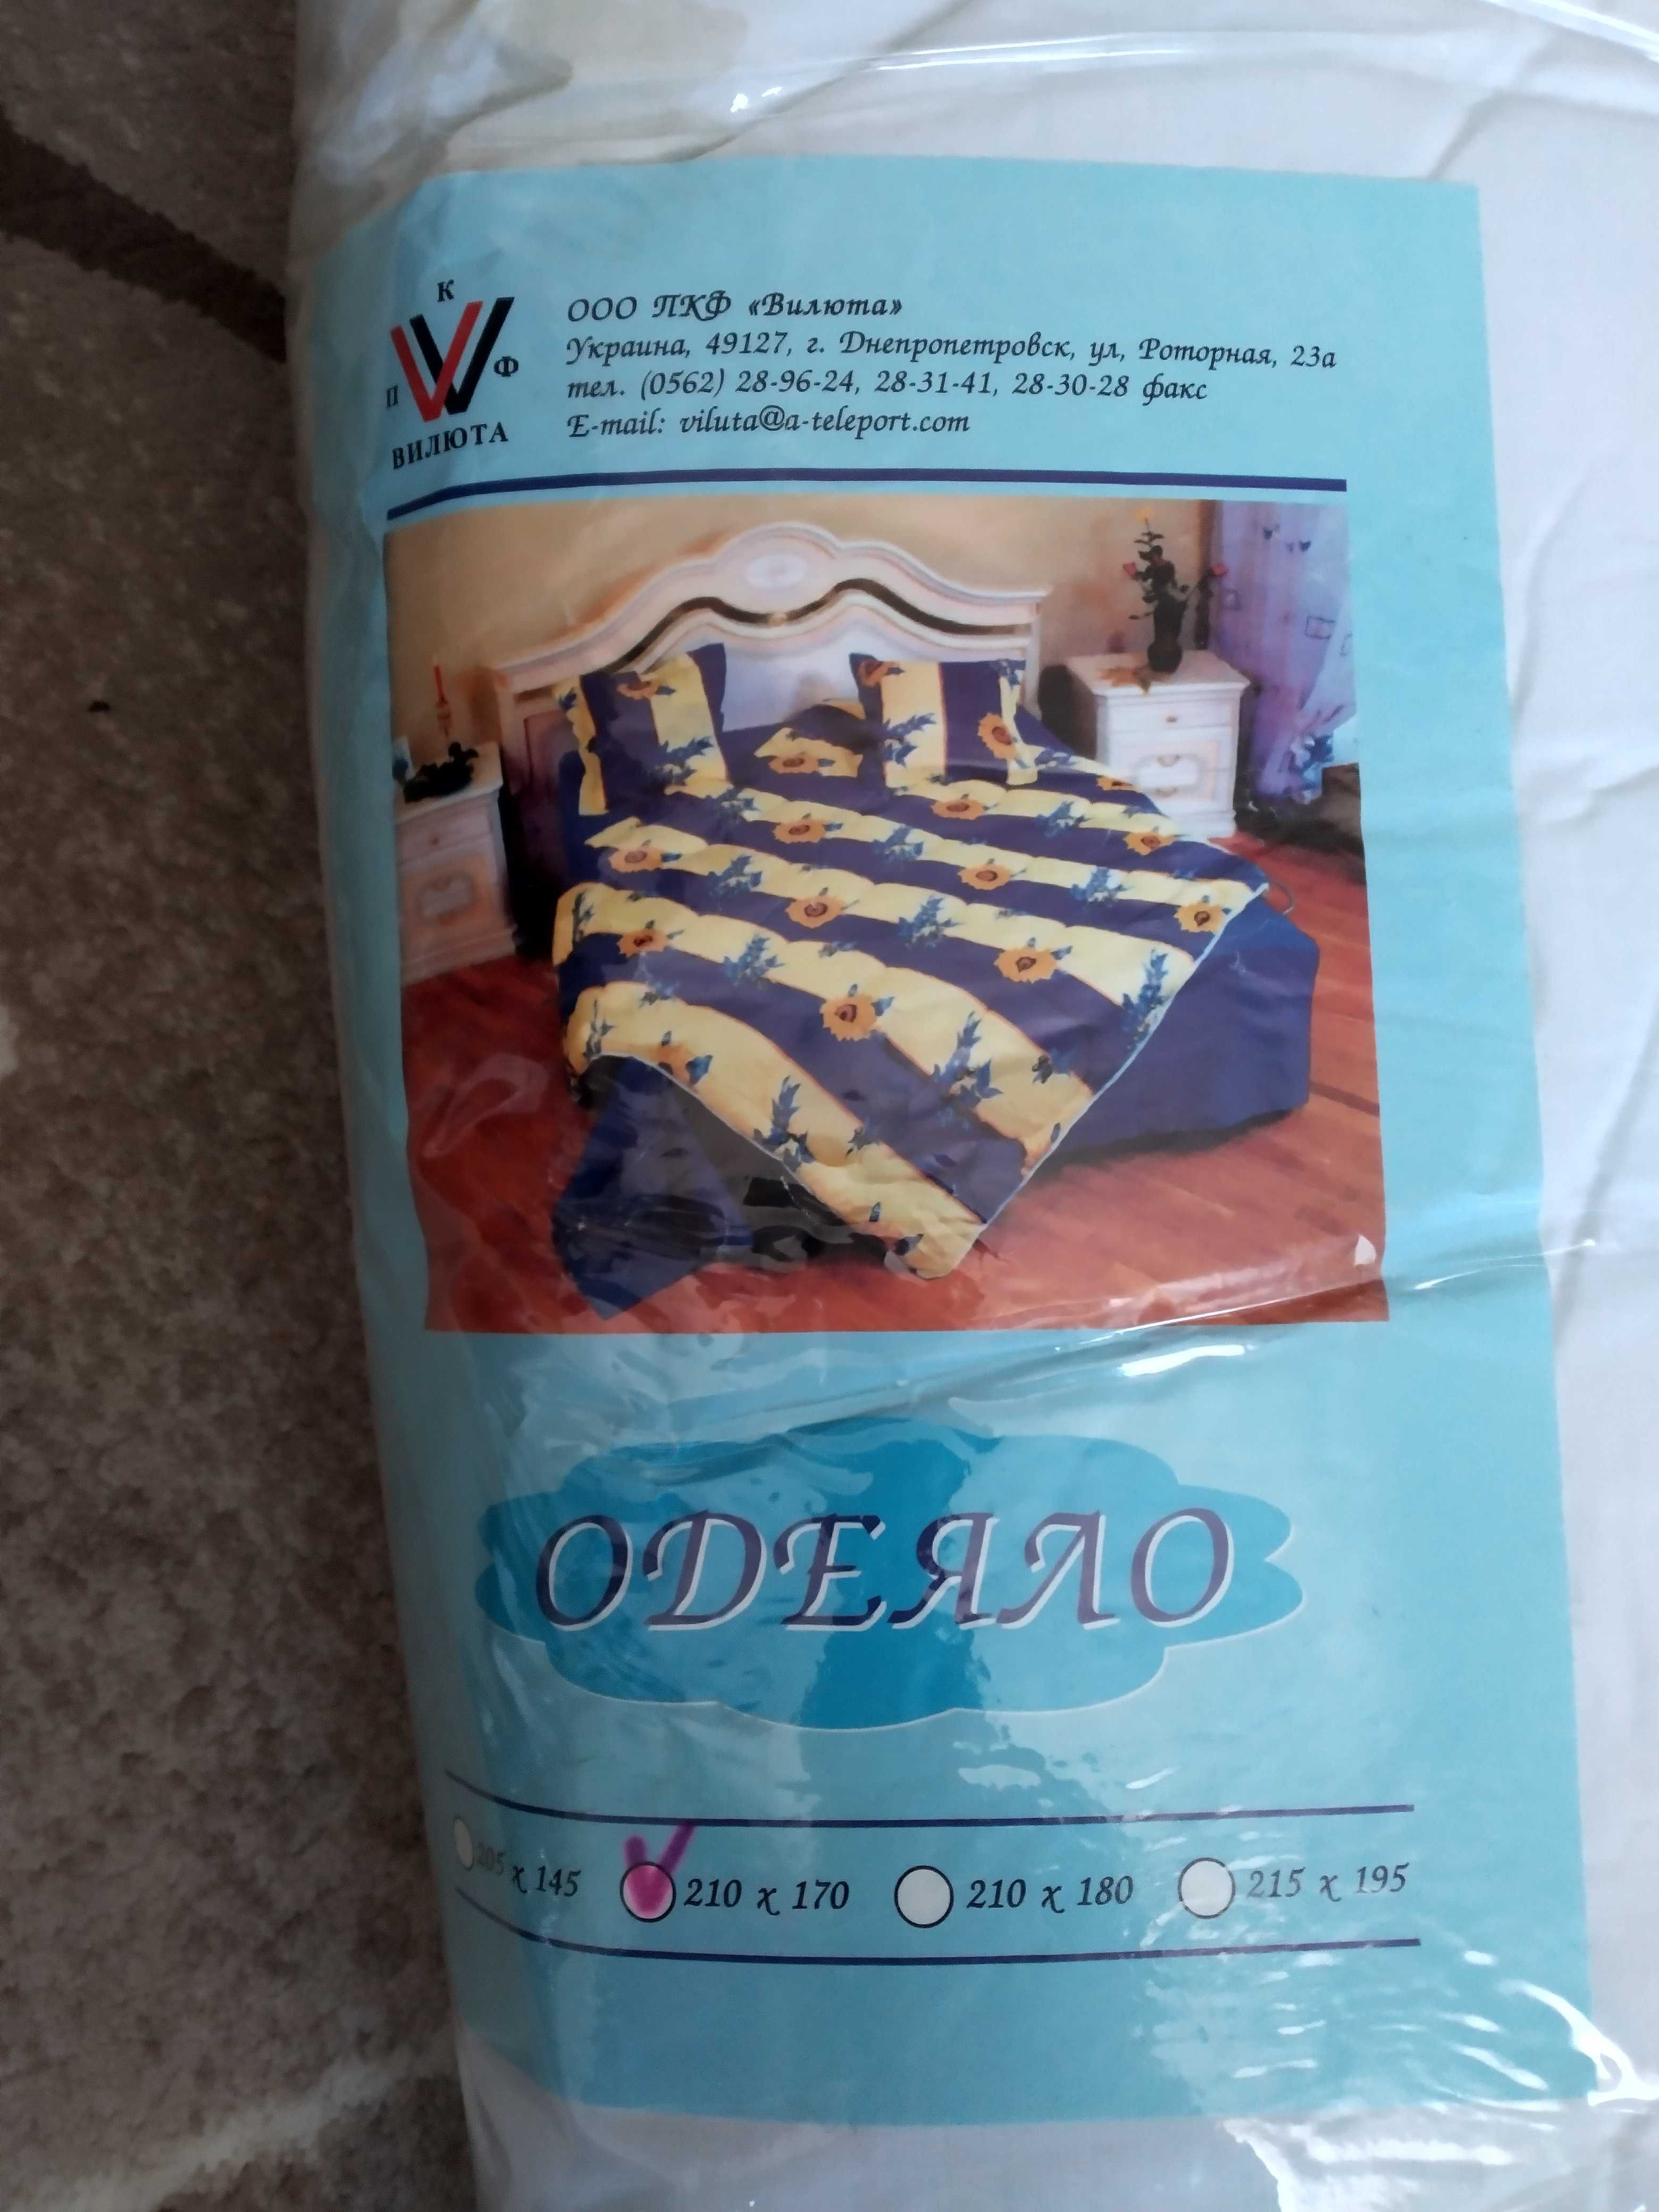 К
П
Ф
ВИЛЮТА
ООО ПКФ «Вилюта»
Украина, 49127, г. Днепропетровск, ул, Роторная, 23а
тел. (0562) 28-96-24, 28-31-41, 28-30-28 факс
E-mail: viluta@a-teleport.com
ОДЕЯЛО
205 х 145 210 х 170 210 х 180 215 х 195